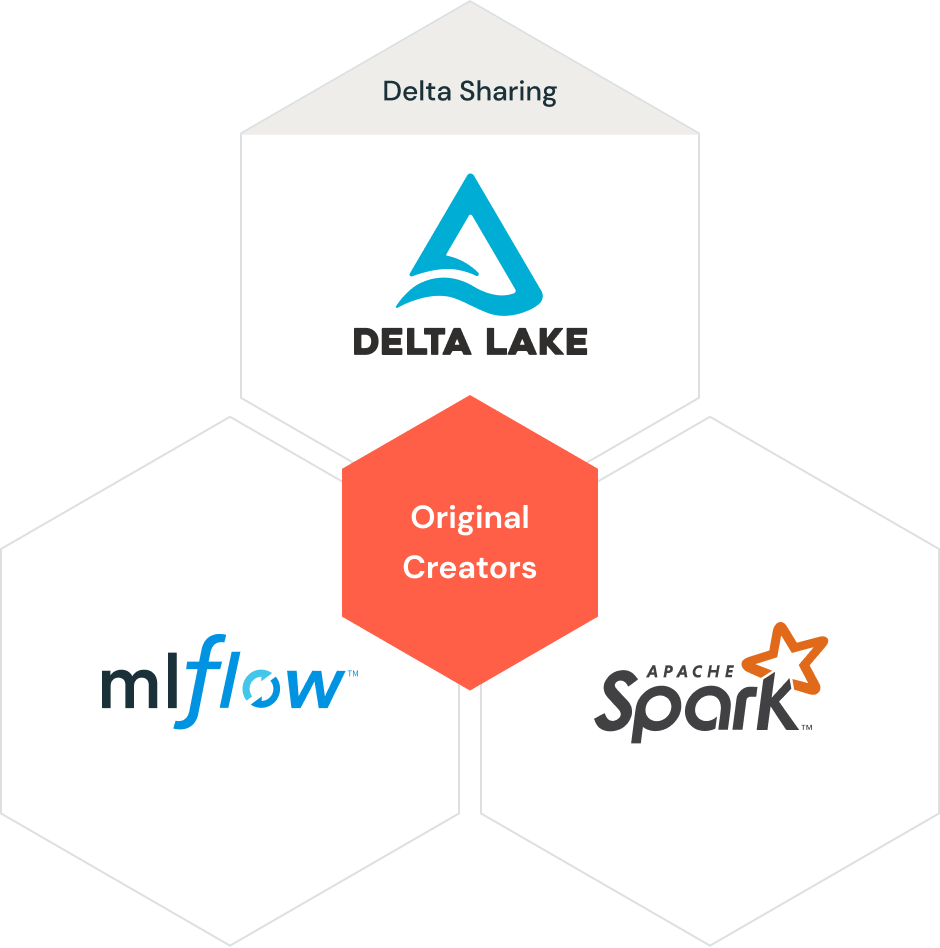 Delta Sharing
DELTA LAKE
Original
Creators
mlflow™
APACHE
Spark™